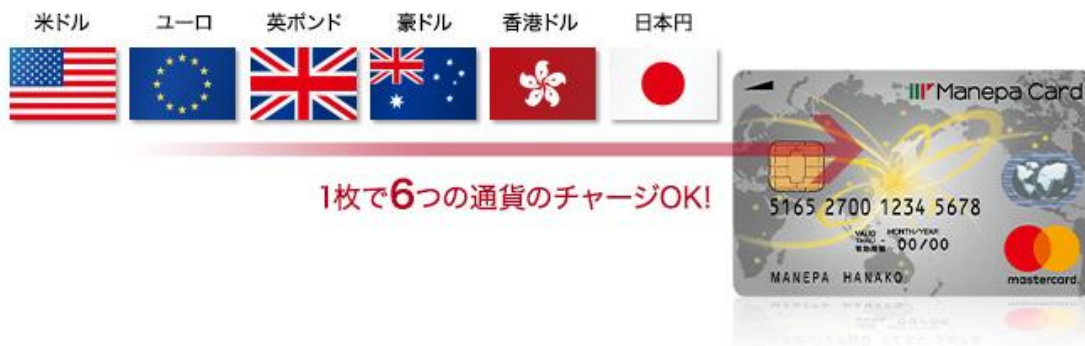 米ドル ユーロ 英ポンド 豪ドル 香港ドル 日本円
Manepa Card
1枚で6つの通貨のチャージOK!
5165 2700 1234 5678
VALID THRU MONTH/YEAR
00/00
MANEPA HANAKO
mastercard